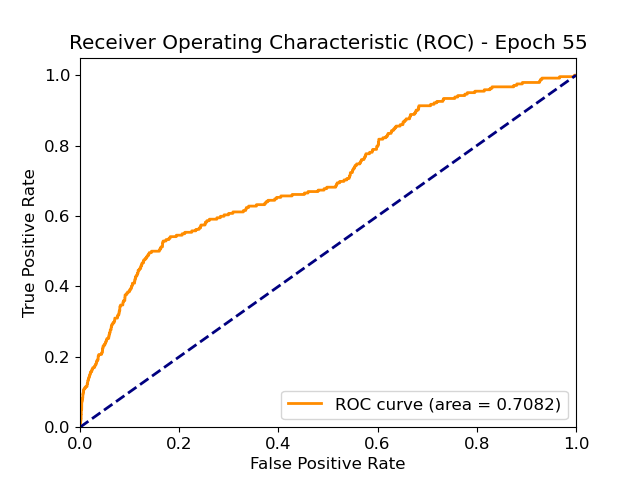 Receiver Operating Characteristic (ROC) - Epoch 55
True Positive Rate
1.0
0.8
0.6
0.4
0.2
0.0
ROC curve (area = 0.7082)
0.0 0.2 0.4 0.6 0.8 1.0
False Positive Rate